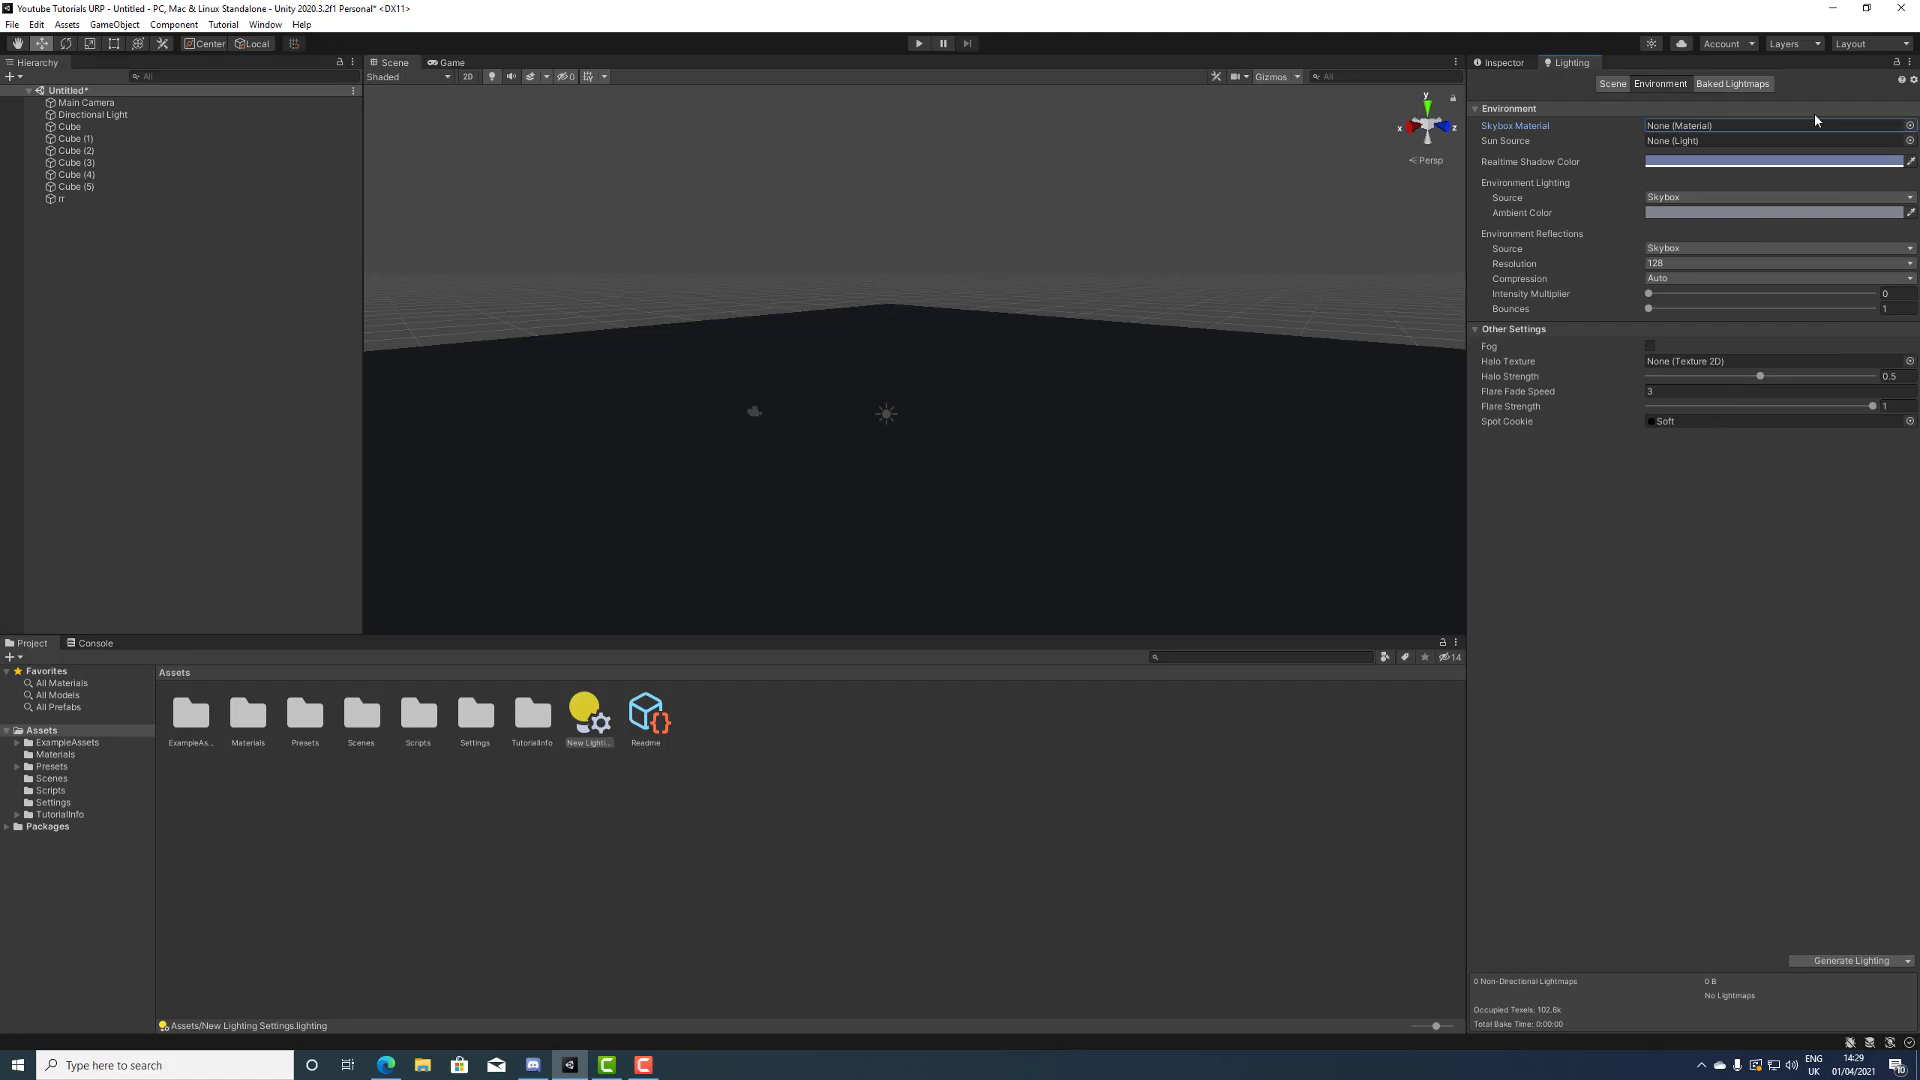 Youtube Tutorials URP - Untitled - PC, Mac & Linux Standalone - Unity 2020.3.2f1 Personal* <DX11>
File Edit Assets GameObject Component Tutorial Window Help
Center Local Account Layers Layout
Hierarchy
All
Untitled*
Main Camera
Directional Light
Cube
Cube (1)
Cube (2)
Cube (3)
Cube (4)
Cube (5)
rr
Scene Game
Shaded 2D 0 Gizmos All
y
x z
Persp
Inspector Lighting
Scene Environment Baked Lightmaps
Environment
Skybox Material None (Material)
Sun Source None (Light)
Realtime Shadow Color
Environment Lighting
Source Skybox
Ambient Color
Environment Reflections
Source Skybox
Resolution 128
Compression Auto
Intensity Multiplier 0
Bounces 1
Other Settings
Fog
Halo Texture None (Texture 2D)
Halo Strength 0.5
Flare Fade Speed 3
Flare Strength 1
Spot Cookie Soft
Generate Lighting
0 Non-Directional Lightmaps 0 B
No Lightmaps
Occupied Texels: 102.6k
Total Bake Time: 0:00:00
Project Console
14
Favorites
All Materials
All Models
All Prefabs
Assets
ExampleAssets
Materials
Presets
Scenes
Scripts
Settings
TutorialInfo
Packages
Assets
ExampleAs... Materials Presets Scenes Scripts Settings TutorialInfo New Lighti... Readme
Assets/New Lighting Settings.lighting
Type here to search
ENG
UK
14:29
01/04/2021
10